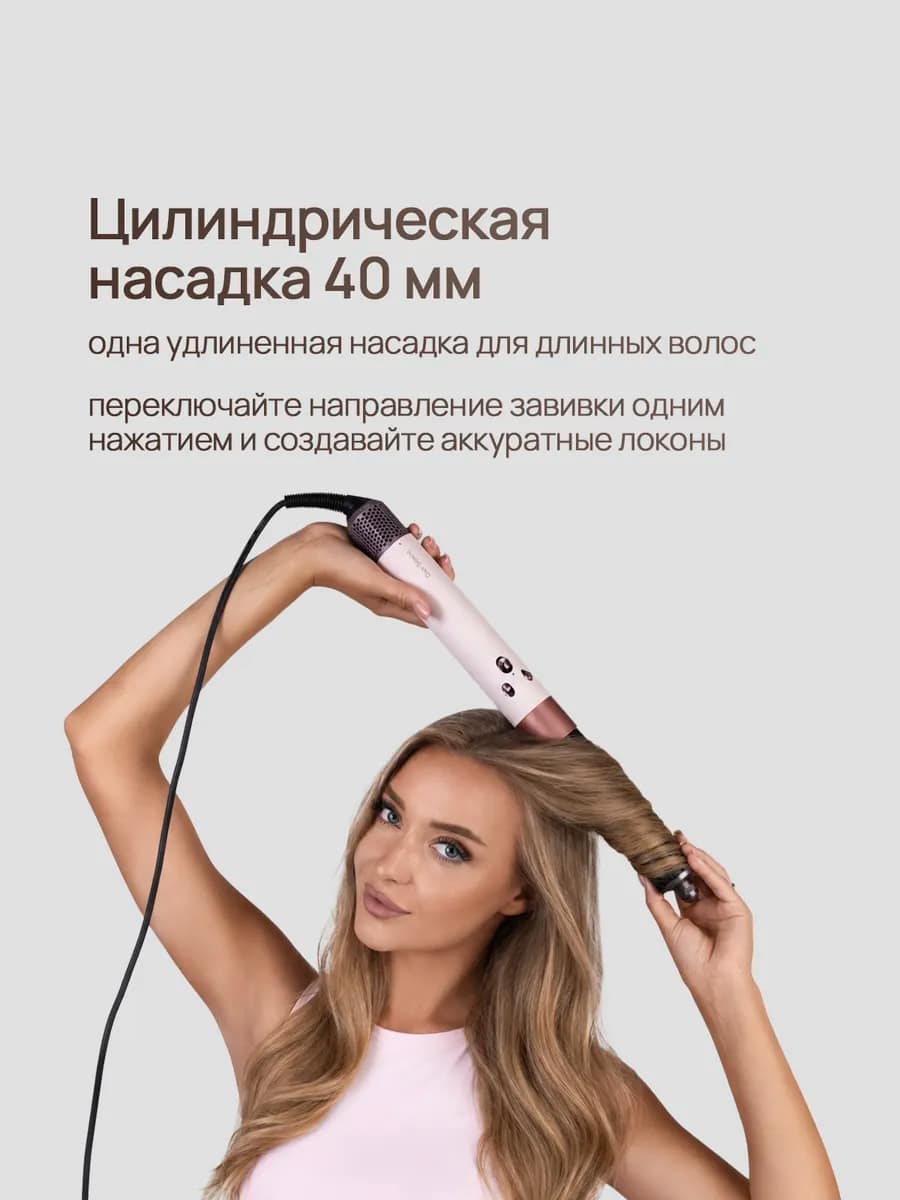 Цилиндрическая
насадка 40 мм
одна удлиненная насадка для длинных волос
переключайте направление завивки одним
нажатием и создавайте аккуратные локоны